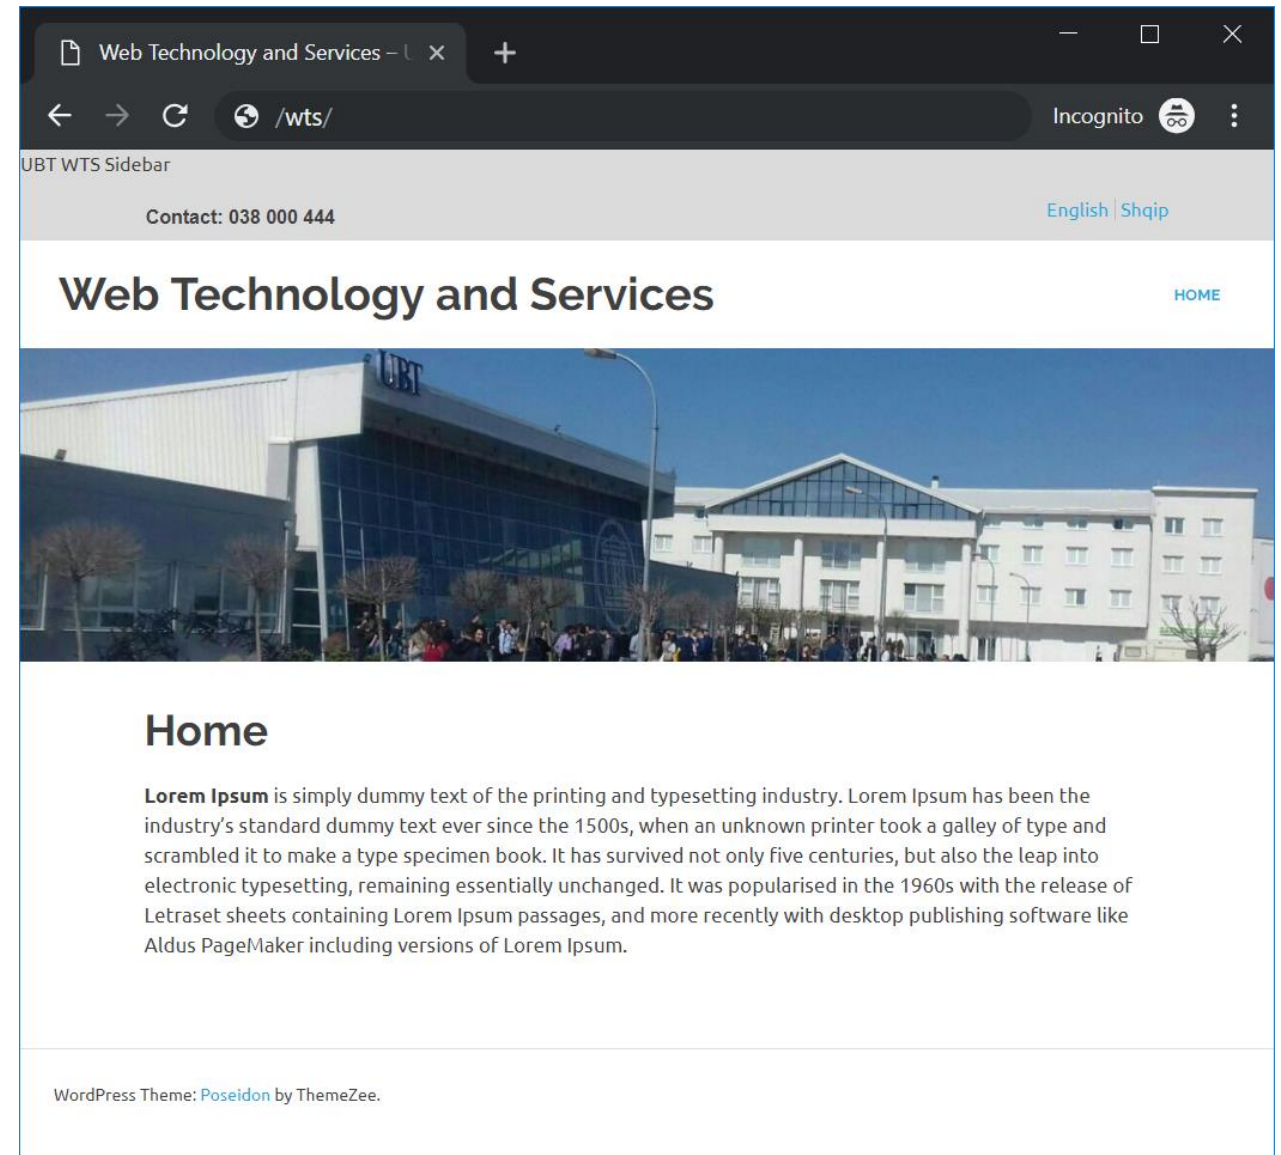 Web Technology and Services –
/wts/
Incognito
UBT WTS Sidebar
Contact: 038 000 444
English Shqip
Web Technology and Services
HOME
UBT
Home
Lorem Ipsum is simply dummy text of the printing and typesetting industry. Lorem Ipsum has been the
industry’s standard dummy text ever since the 1500s, when an unknown printer took a galley of type and
scrambled it to make a type specimen book. It has survived not only five centuries, but also the leap into
electronic typesetting, remaining essentially unchanged. It was popularised in the 1960s with the release of
Letraset sheets containing Lorem Ipsum passages, and more recently with desktop publishing software like
Aldus PageMaker including versions of Lorem Ipsum.
WordPress Theme: Poseidon by ThemeZee.